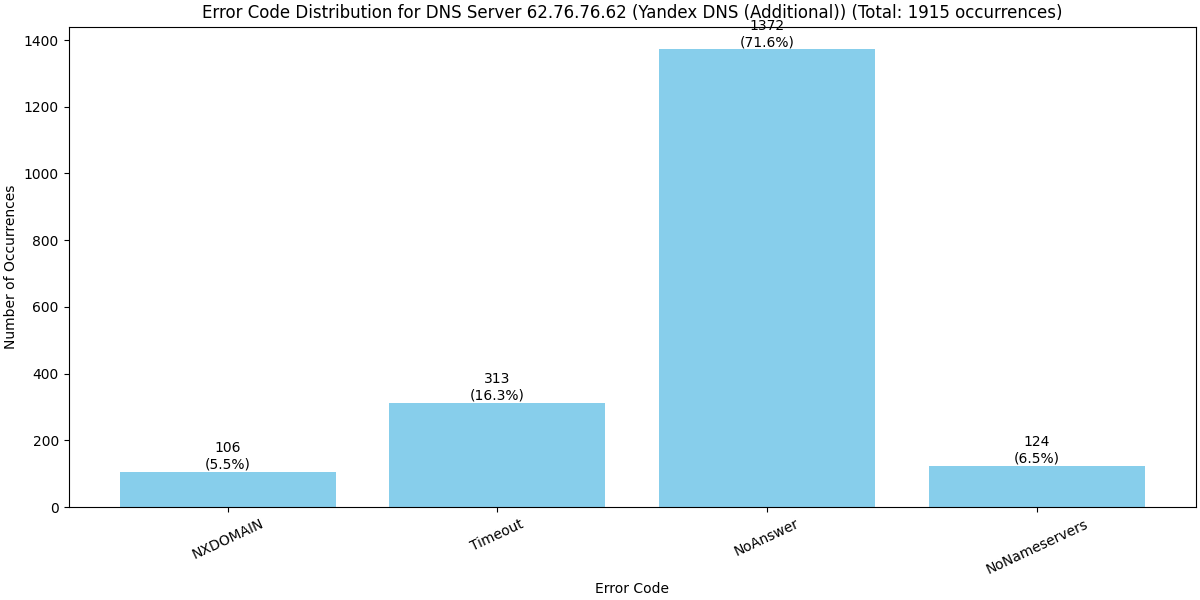 Error Code Distribution for DNS Server 62.76.76.62 (Yandex DNS (Additional)) (Total: 1915 occurrences)
Number of Occurrences
1400
1200
1000
800
600
400
200
0
106
(5.5%)
313
(16.3%)
1372
(71.6%)
124
(6.5%)
NXDOMAIN
Timeout
NoAnswer
NoNameservers
Error Code